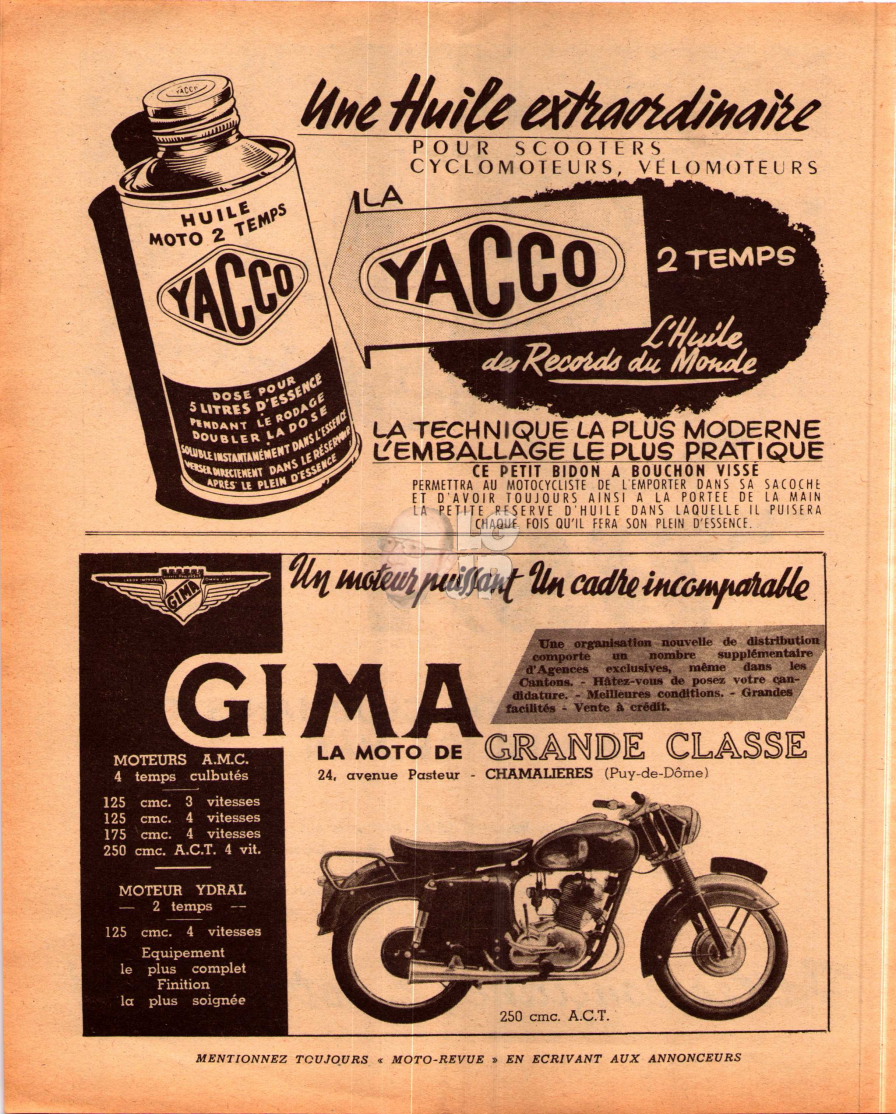 Une Huile extraordinaire
POUR SCOOTERS
CYCLOMOTEURS, VÉLOMOTEURS
YACCO
HUILE
MOTO 2 TEMPS
YACCO
DOSE POUR
5 LITRES D'ESSENCE
PENDANT LE RODAGE
DOUBLER LA DOSE
SOLUBLE INSTANTANÉMENT DANS L'ESSENCE
VERSER DIRECTEMENT DANS LE RÉSERVOIR
APRÈS LE PLEIN D'ESSENCE
LA
YACCO
2 TEMPS
L'Huile
des Records du Monde
LA TECHNIQUE LA PLUS MODERNE
L'EMBALLAGE LE PLUS PRATIQUE
CE PETIT BIDON A BOUCHON VISSÉ
PERMETTRA AU MOTOCYCLISTE DE L'EMPORTER DANS SA SACOCHE
ET D'AVOIR TOUJOURS AINSI A LA PORTÉE DE LA MAIN
LA PETITE RÉSERVE D'HUILE DANS LAQUELLE IL PUISERA
CHAQUE FOIS QU'IL FERA SON PLEIN D'ESSENCE.
GIMA
Un moteur puissant Un cadre incomparable
Une organisation nouvelle de distribution
comporte un nombre supplémentaire
d'Agences exclusives, même dans les
Cantons. - Hâtez-vous de posez votre can-
didature. - Meilleures conditions. - Grandes
facilités - Vente à crédit.
GIMA
LA MOTO DE GRANDE CLASSE
24, avenue Pasteur - CHAMALIERES (Puy-de-Dôme)
MOTEURS A.M.C.
4 temps culbutés
125 cmc. 3 vitesses
125 cmc. 4 vitesses
175 cmc. 4 vitesses
250 cmc. A.C.T. 4 vit.
MOTEUR YDRAL
— 2 temps —
125 cmc. 4 vitesses
Equipement
le plus complet
Finition
la plus soignée
250 cmc. A.C.T.
MENTIONNEZ TOUJOURS « MOTO-REVUE » EN ECRIVANT AUX ANNONCEURS